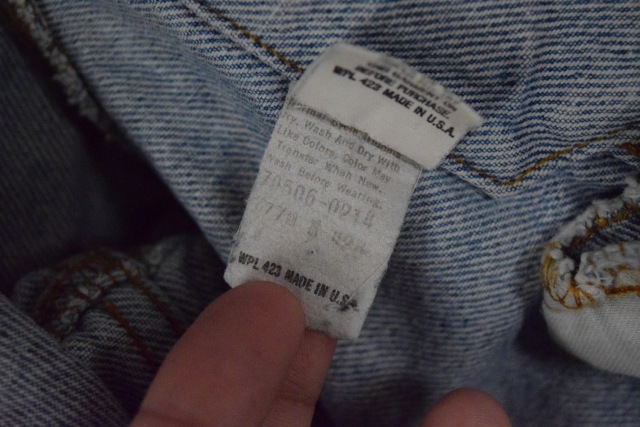 BEFORE PURCHASE.
WPL 423 MADE IN U.S.A.
Dry. Wash And Dry With
Like Colors. Color May
Transfer When New.
Wash Before Wearing.
70506-0214
WPL 423 MADE IN U.S.A.